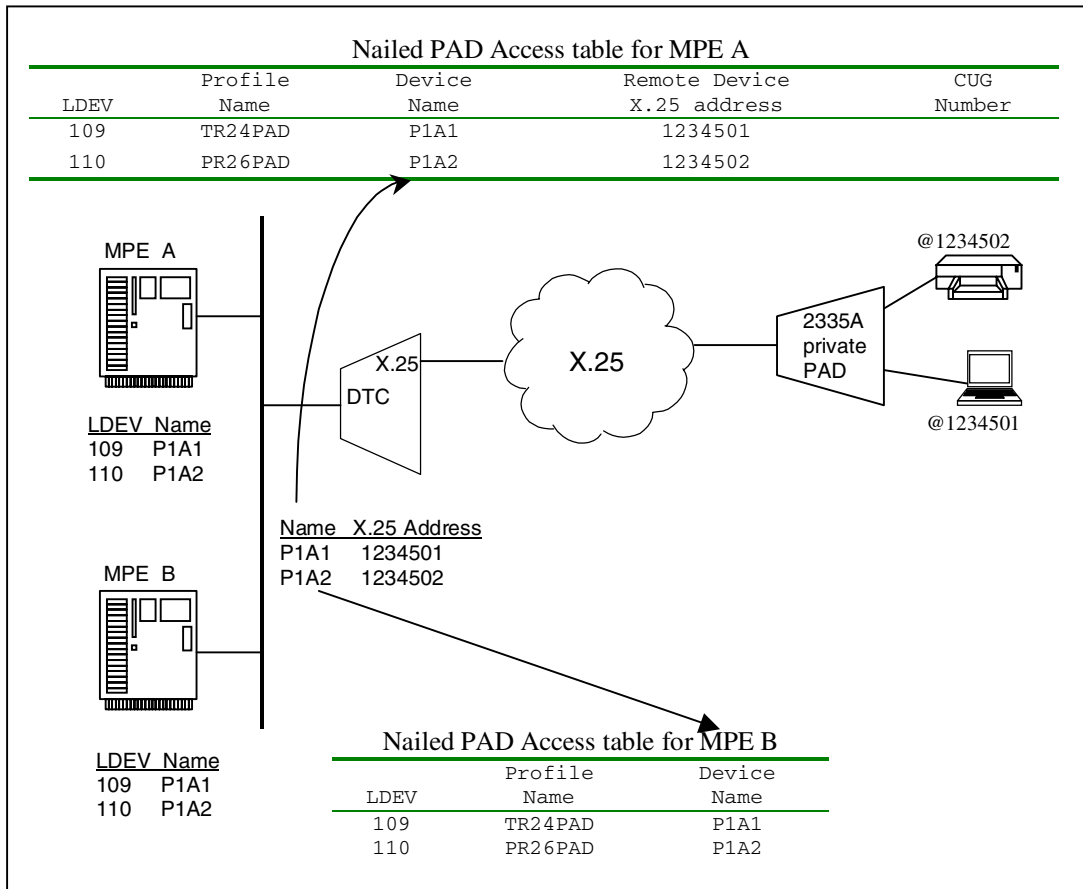 Nailed PAD Access table for MPE A
Profile Device Remote Device CUG
LDEV Name Name X.25 address Number
109 TR24PAD P1A1 1234501
110 PR26PAD P1A2 1234502
MPE A
LDEV Name
109 P1A1
110 P1A2
X.25
DTC
X.25
2335A
private
PAD
@1234502
@1234501
Name X.25 Address
P1A1 1234501
P1A2 1234502
MPE B
LDEV Name
109 P1A1
110 P1A2
Nailed PAD Access table for MPE B
Profile Device
LDEV Name Name
109 TR24PAD P1A1
110 PR26PAD P1A2